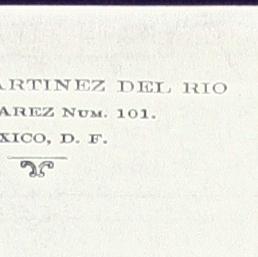 ARTINEZ DEL RIO
AREZ NUM. 101.
XICO, D. F.